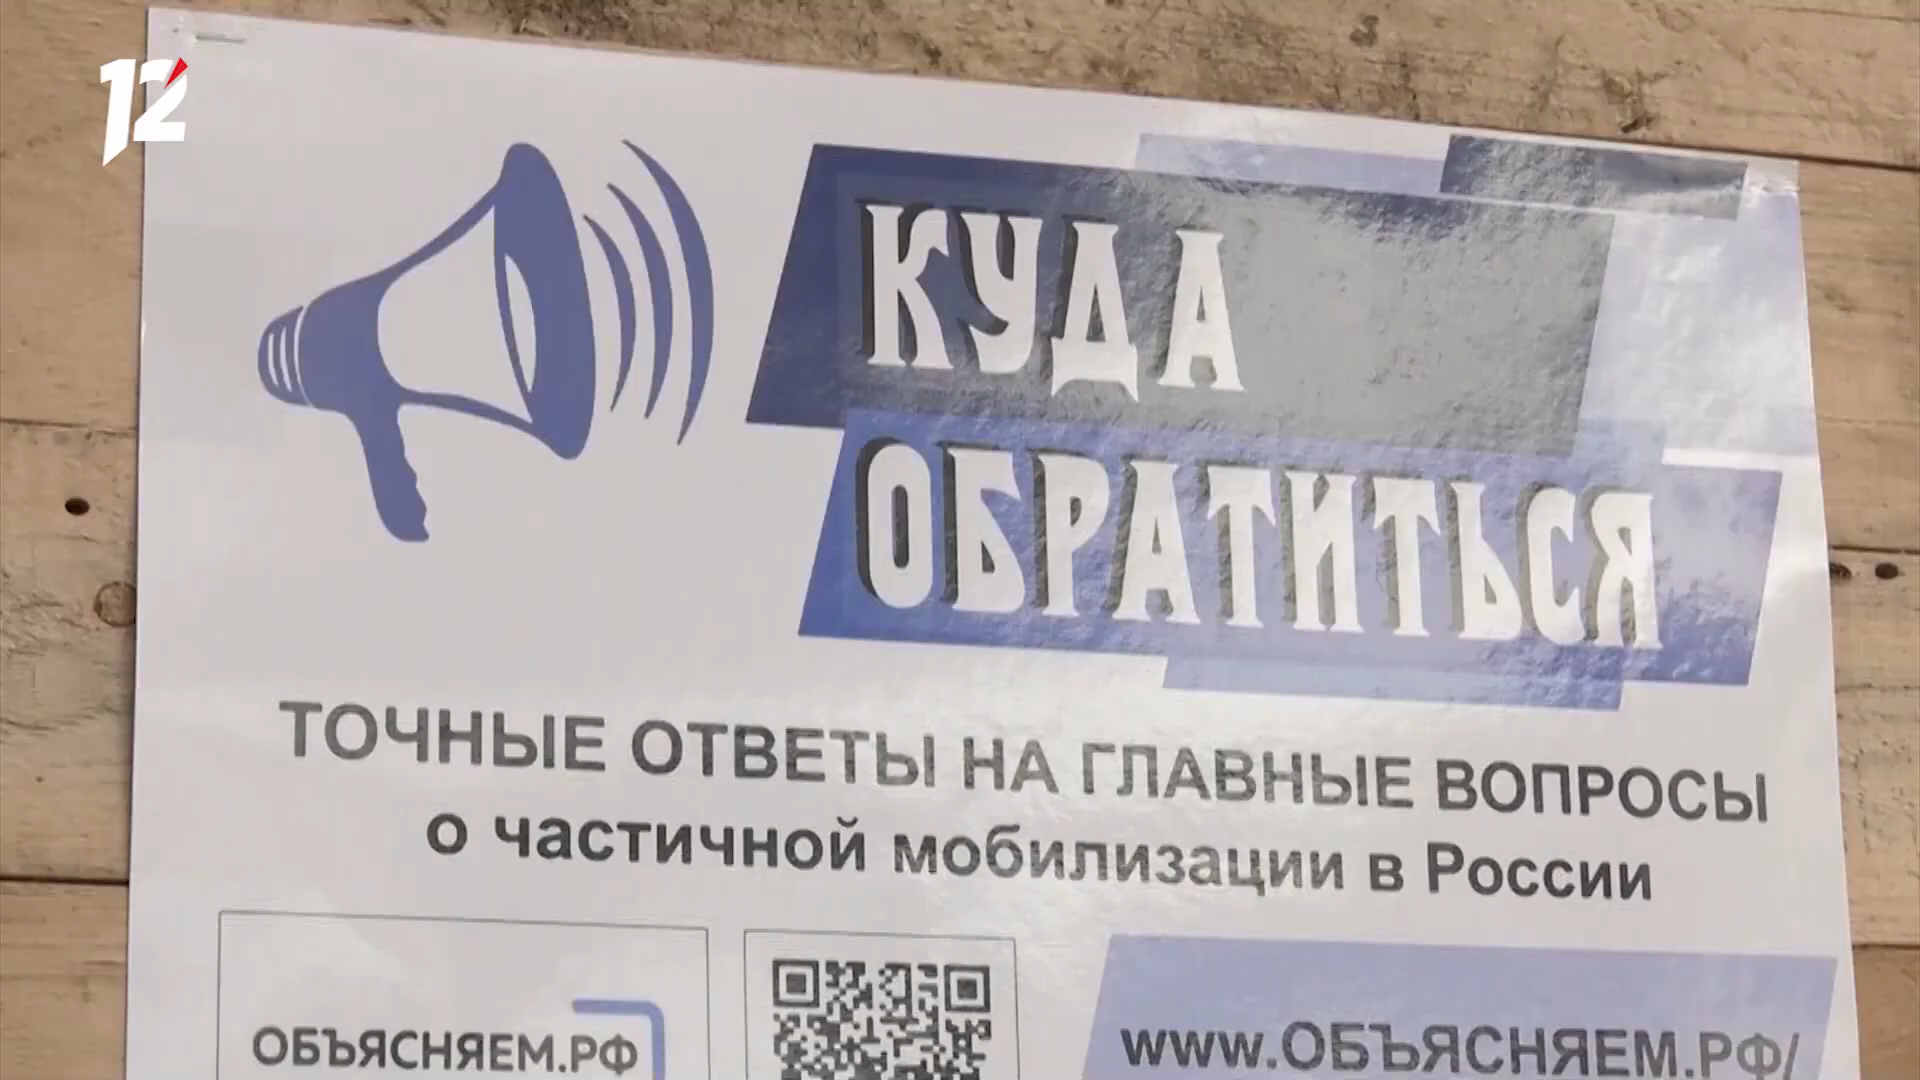 12
КУДА
ОБРАТИТЬСЯ
ТОЧНЫЕ ОТВЕТЫ НА ГЛАВНЫЕ ВОПРОСЫ
о частичной мобилизации в России
ОБЪЯСНЯЕМ.РФ
www.ОБЪЯСНЯЕМ.РФ/